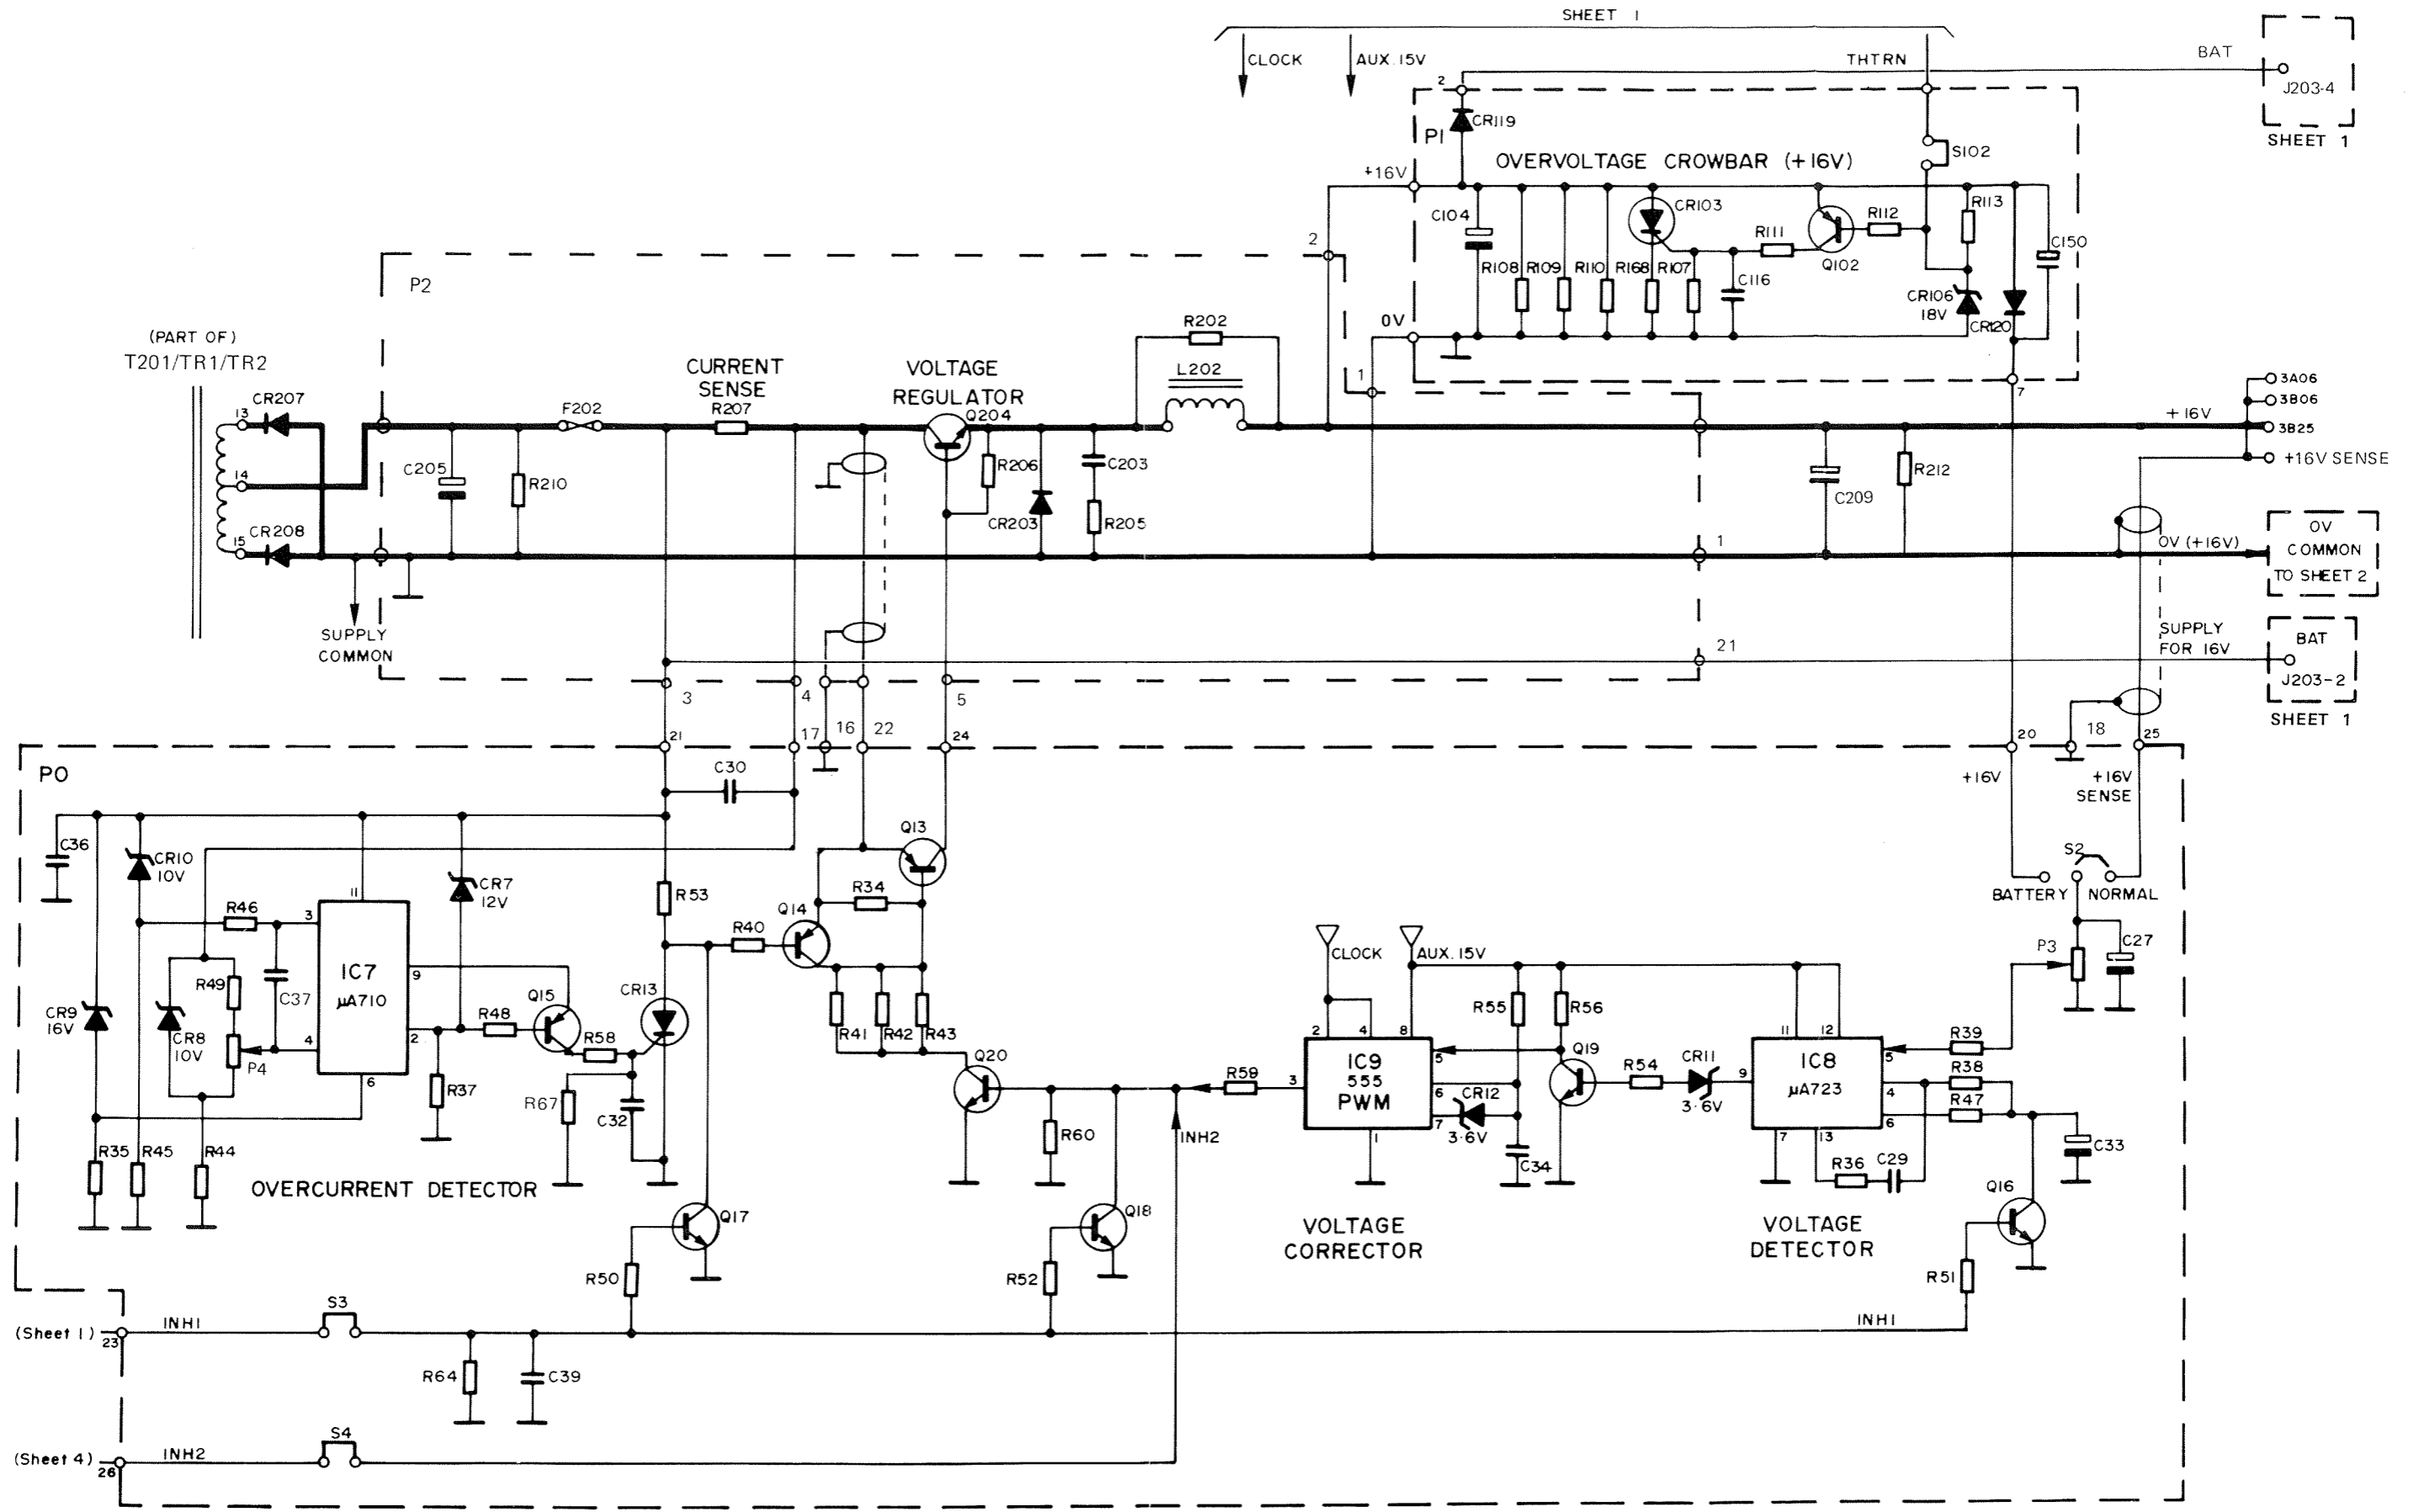 SHEET 1
CLOCK
AUX. 15V
THTRN
BAT
J203-4
SHEET 1
2
CR119
P1
OVERVOLTAGE CROWBAR (+16V)
S102
+16V
C104
CR103
R111
R112
R113
Q102
C150
R108
R109
R110
R168
R107
C116
CR106
18V
CR120
0V
7
2
P2
1
(PART OF)
T201/TR1/TR2
CR207
13
14
15
CR208
F202
CURRENT
SENSE
R207
VOLTAGE
REGULATOR
Q204
R202
L202
C205
R210
R206
CR203
C203
R205
SUPPLY
COMMON
+16V
3A06
3B06
3B25
+16V SENSE
C209
R212
1
0V (+16V)
0V
COMMON
TO SHEET 2
21
SUPPLY
FOR 16V
BAT
J203-2
SHEET 1
3
4
5
21
17
16
22
24
20
18
25
+16V
+16V
SENSE
P0
C30
C36
CR10
10V
CR7
12V
11
R46
3
IC7
µA710
9
R49
C37
CR9
16V
CR8
10V
P4
4
2
6
R48
Q15
R58
CR13
R53
R37
R67
C32
R35
R45
R44
OVERCURRENT DETECTOR
Q13
R34
Q14
R40
R41
R42
R43
Q20
R59
R60
INH2
Q17
R50
Q18
R52
CLOCK
AUX. 15V
2
4
8
IC9
555
PWM
3
5
6
7
1
R55
R56
CR12
3·6V
C34
Q19
R54
CR11
3·6V
9
11
12
IC8
µA723
5
4
6
7
13
R39
R38
R47
R36
C29
C33
Q16
R51
S2
BATTERY
NORMAL
P3
C27
VOLTAGE
CORRECTOR
VOLTAGE
DETECTOR
(Sheet 1)
23
INH1
S3
INH1
R64
C39
(Sheet 4)
26
INH2
S4